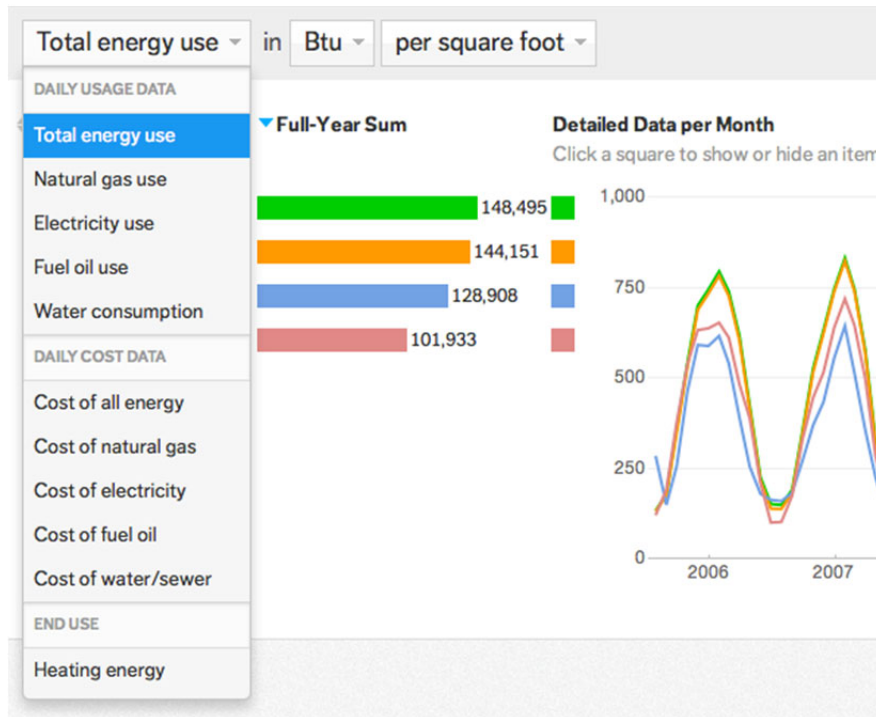 Total energy use in Btu per square foot
DAILY USAGE DATA
Total energy use
Natural gas use
Electricity use
Fuel oil use
Water consumption
DAILY COST DATA
Cost of all energy
Cost of natural gas
Cost of electricity
Cost of fuel oil
Cost of water/sewer
END USE
Heating energy
Full-Year Sum
148,495
144,151
128,908
101,933
Detailed Data per Month
Click a square to show or hide an item
1,000
750
500
250
0
2006 2007